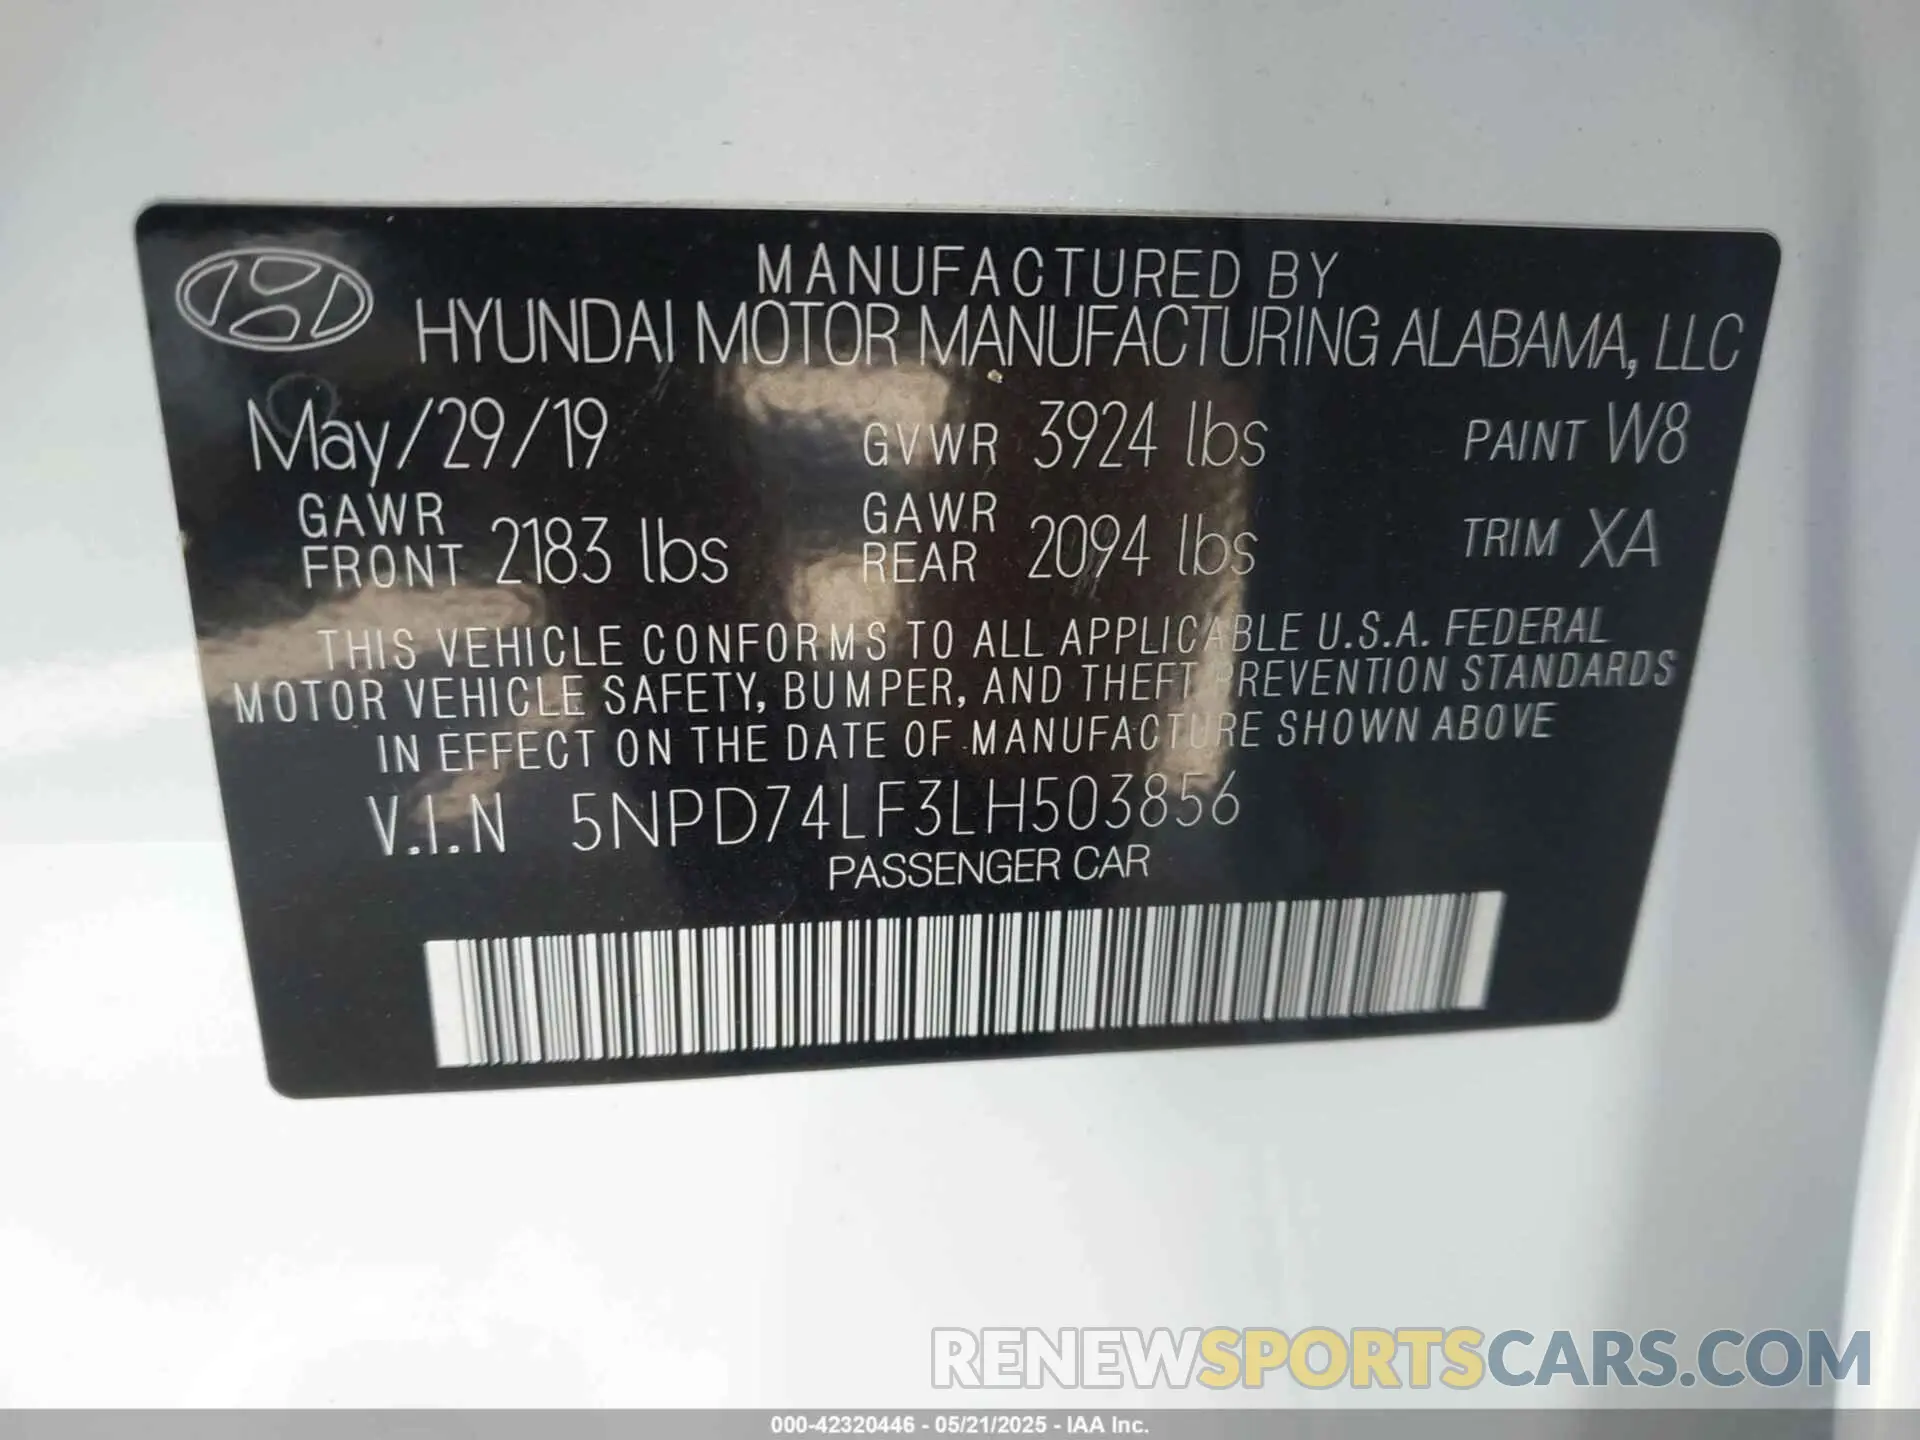 MANUFACTURED BY
HYUNDAI MOTOR MANUFACTURING ALABAMA, LLC
May/29/19 GVWR 3924 lbs PAINT W8
GAWR FRONT 2183 lbs GAWR REAR 2094 lbs TRIM XA
THIS VEHICLE CONFORMS TO ALL APPLICABLE U.S.A. FEDERAL
MOTOR VEHICLE SAFETY, BUMPER, AND THEFT PREVENTION STANDARDS
IN EFFECT ON THE DATE OF MANUFACTURE SHOWN ABOVE
V.I.N 5NPD74LF3LH503856
PASSENGER CAR
RENEWSPORTSCARS.COM
000-42320446 - 05/21/2025 - IAA Inc.